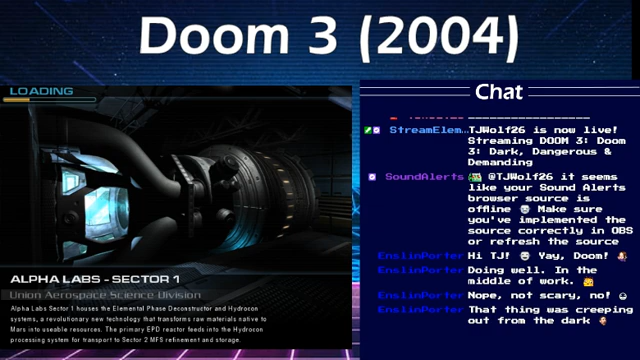 Doom 3 (2004)
LOADING
Chat
StreamElem… TJWolf26 is now live!
Streaming DOOM 3: Doom
3: Dark, Dangerous &
Demanding
SoundAlerts @TJWolf26 it seems
like your Sound Alerts
browser source is
offline Make sure
you've implemented the
source correctly in OBS
or refresh the source
EnslinPorter Hi TJ! Yay, Doom!
EnslinPorter Doing well. In the
middle of work.
EnslinPorter Nope, not scary, no!
EnslinPorter That thing was creeping
out from the dark
ALPHA LABS - SECTOR 1
Union Aerospace Science Division
Alpha Labs Sector 1 houses the Elemental Phase Deconstructor and Hydrocon
systems, a revolutionary new technology that transforms raw materials native to
Mars into useable resources. The primary EPD reactor feeds into the Hydrocon
processing system for transport to Sector 2 MFS refinement and storage.